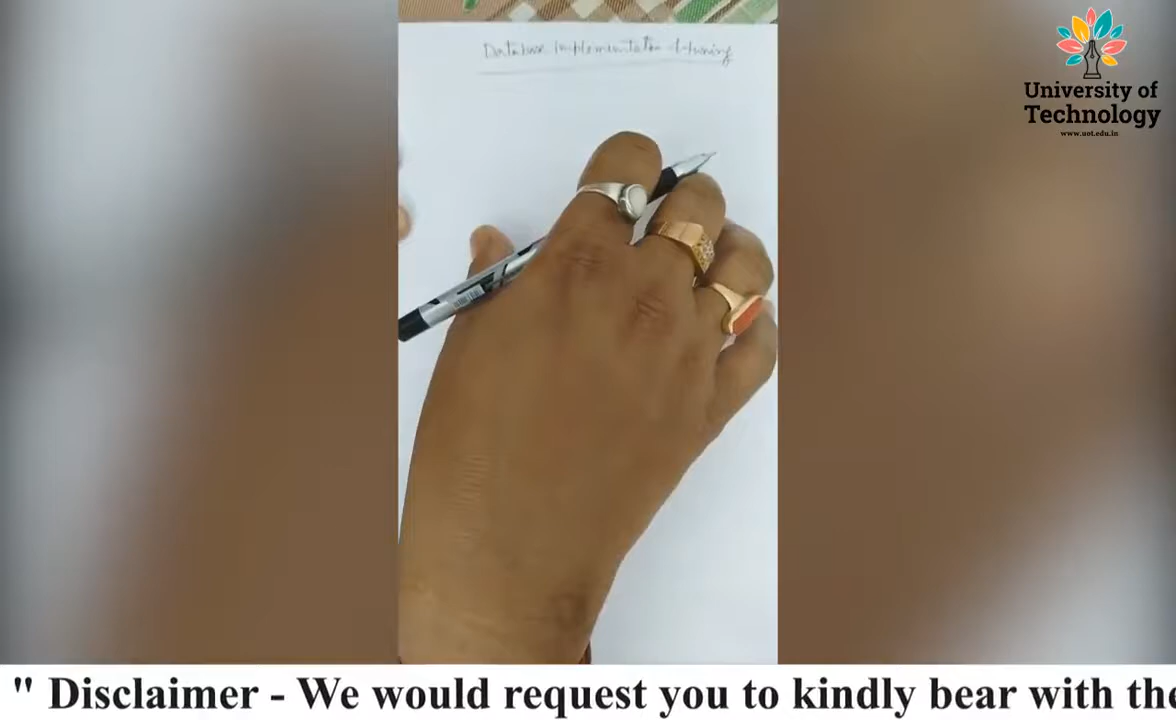 Database implementation & tuning
University of
Technology
www.uot.edu.in
" Disclaimer - We would request you to kindly bear with the